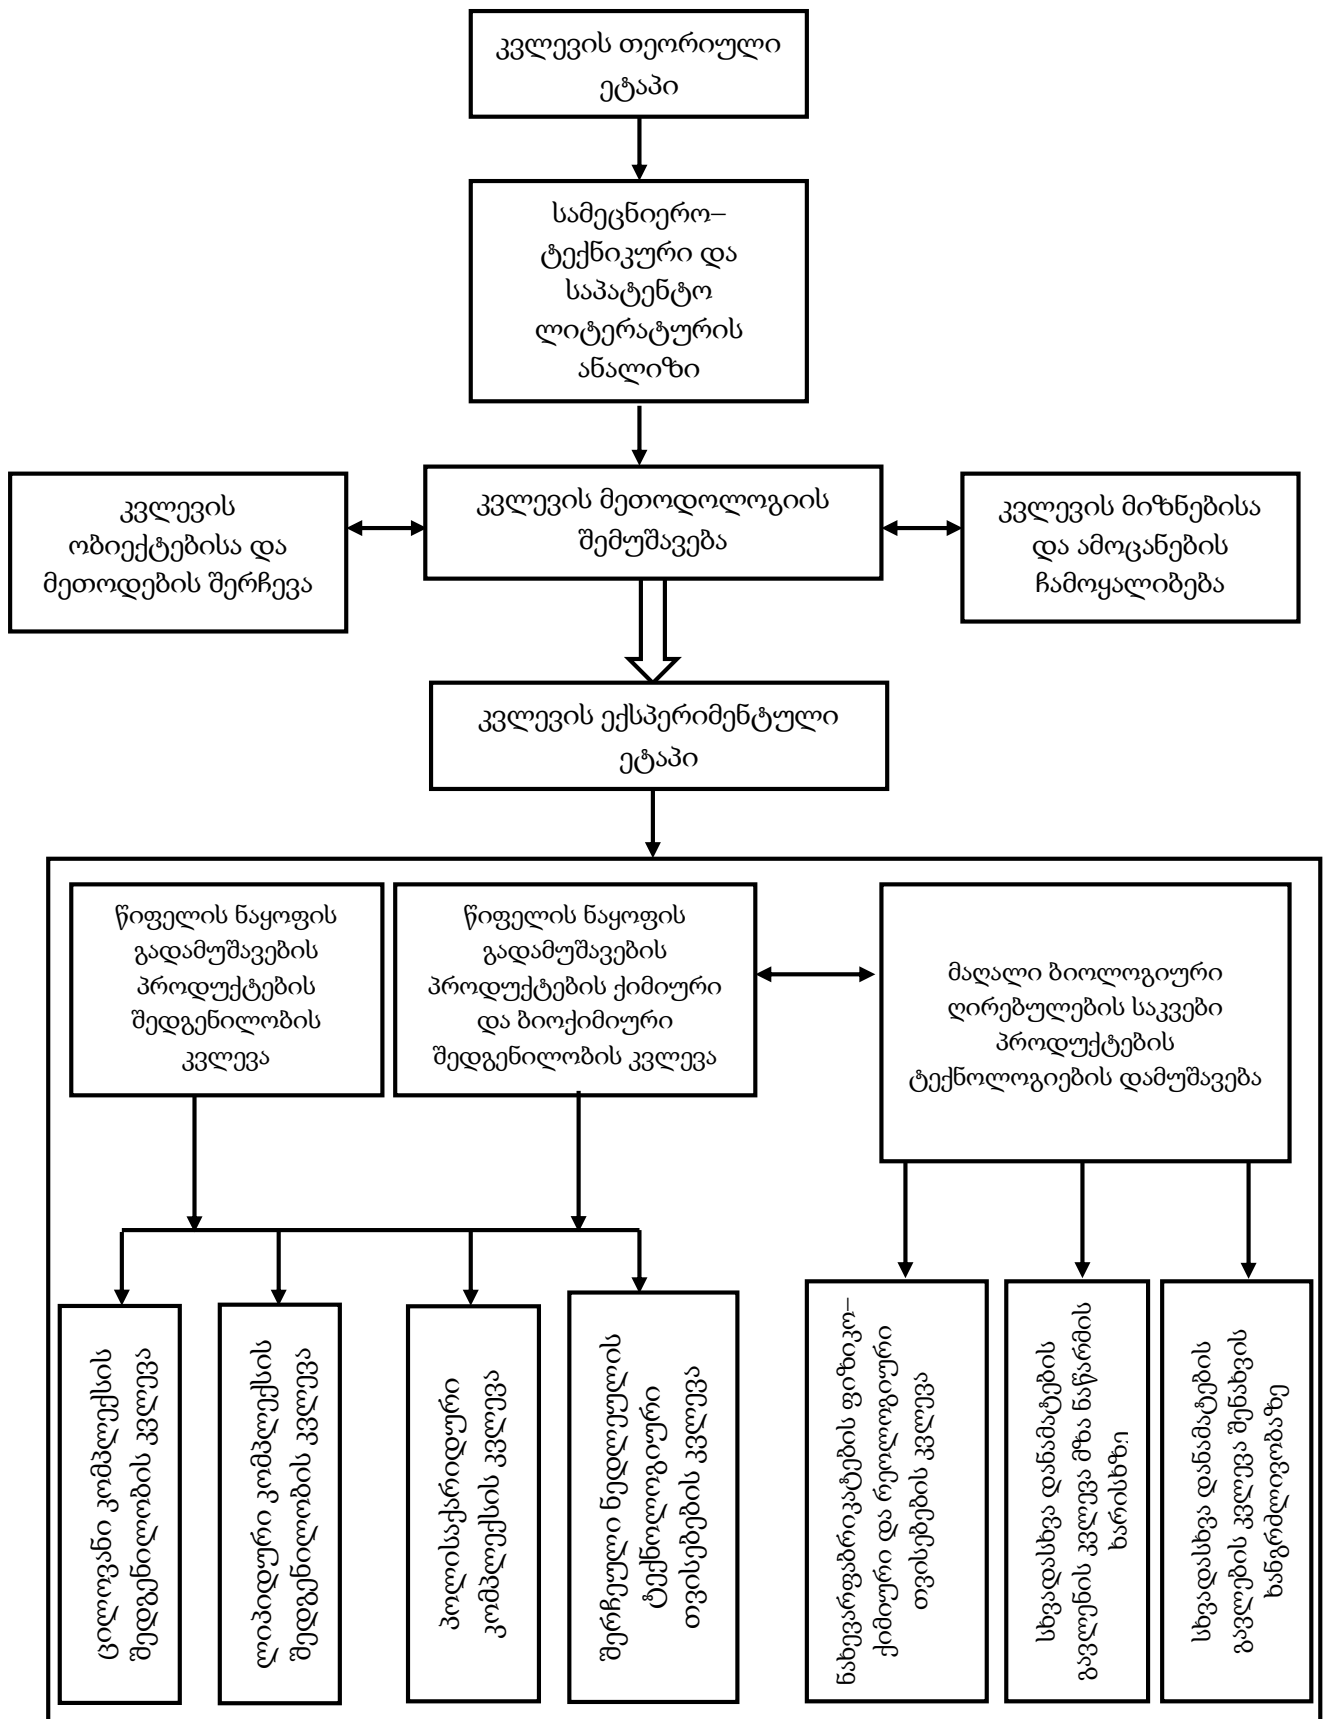 კვლევის თეორიული
ეტაპი
სამეცნიერო–
ტექნიკური და
საპატენტო
ლიტერატურის
ანალიზი
კვლევის
ობიექტებისა და
მეთოდების შერჩევა
კვლევის მეთოდოლოგიის
შემუშავება
კვლევის მიზნებისა
და ამოცანების
ჩამოყალიბება
კვლევის ექსპერიმენტული
ეტაპი
წიფელის ნაყოფის
გადამუშავების
პროდუქტების
შედგენილობის
კვლევა
წიფელის ნაყოფის
გადამუშავების
პროდუქტების ქიმიური
და ბიოქიმიური
შედგენილობის კვლევა
მაღალი ბიოლოგიური
ღირებულების საკვები
პროდუქტების
ტექნოლოგიების დამუშავება
ცილოვანი კომპლექსის
შედგენილობის კვლევა
ლიპიდური კომპლექსის
შედგენილობის კვლევა
პოლისაქარიდური
კომპლექსის კვლევა
შერჩეული ნედლეულის
ტექნოლოგიური
თვისებების კვლევა
ნახევარფაბრიკატების ფიზიკო–
ქიმიური და რეოლოგიური
თვისებების კვლევა
სხვადასხვა დანამატების
გავლენის კვლევა მზა ნაწარმის
ხარისხზე
სხვადასხვა დანამატების
გავლების კვლევა შენახვის
ხანგრძლივობაზე